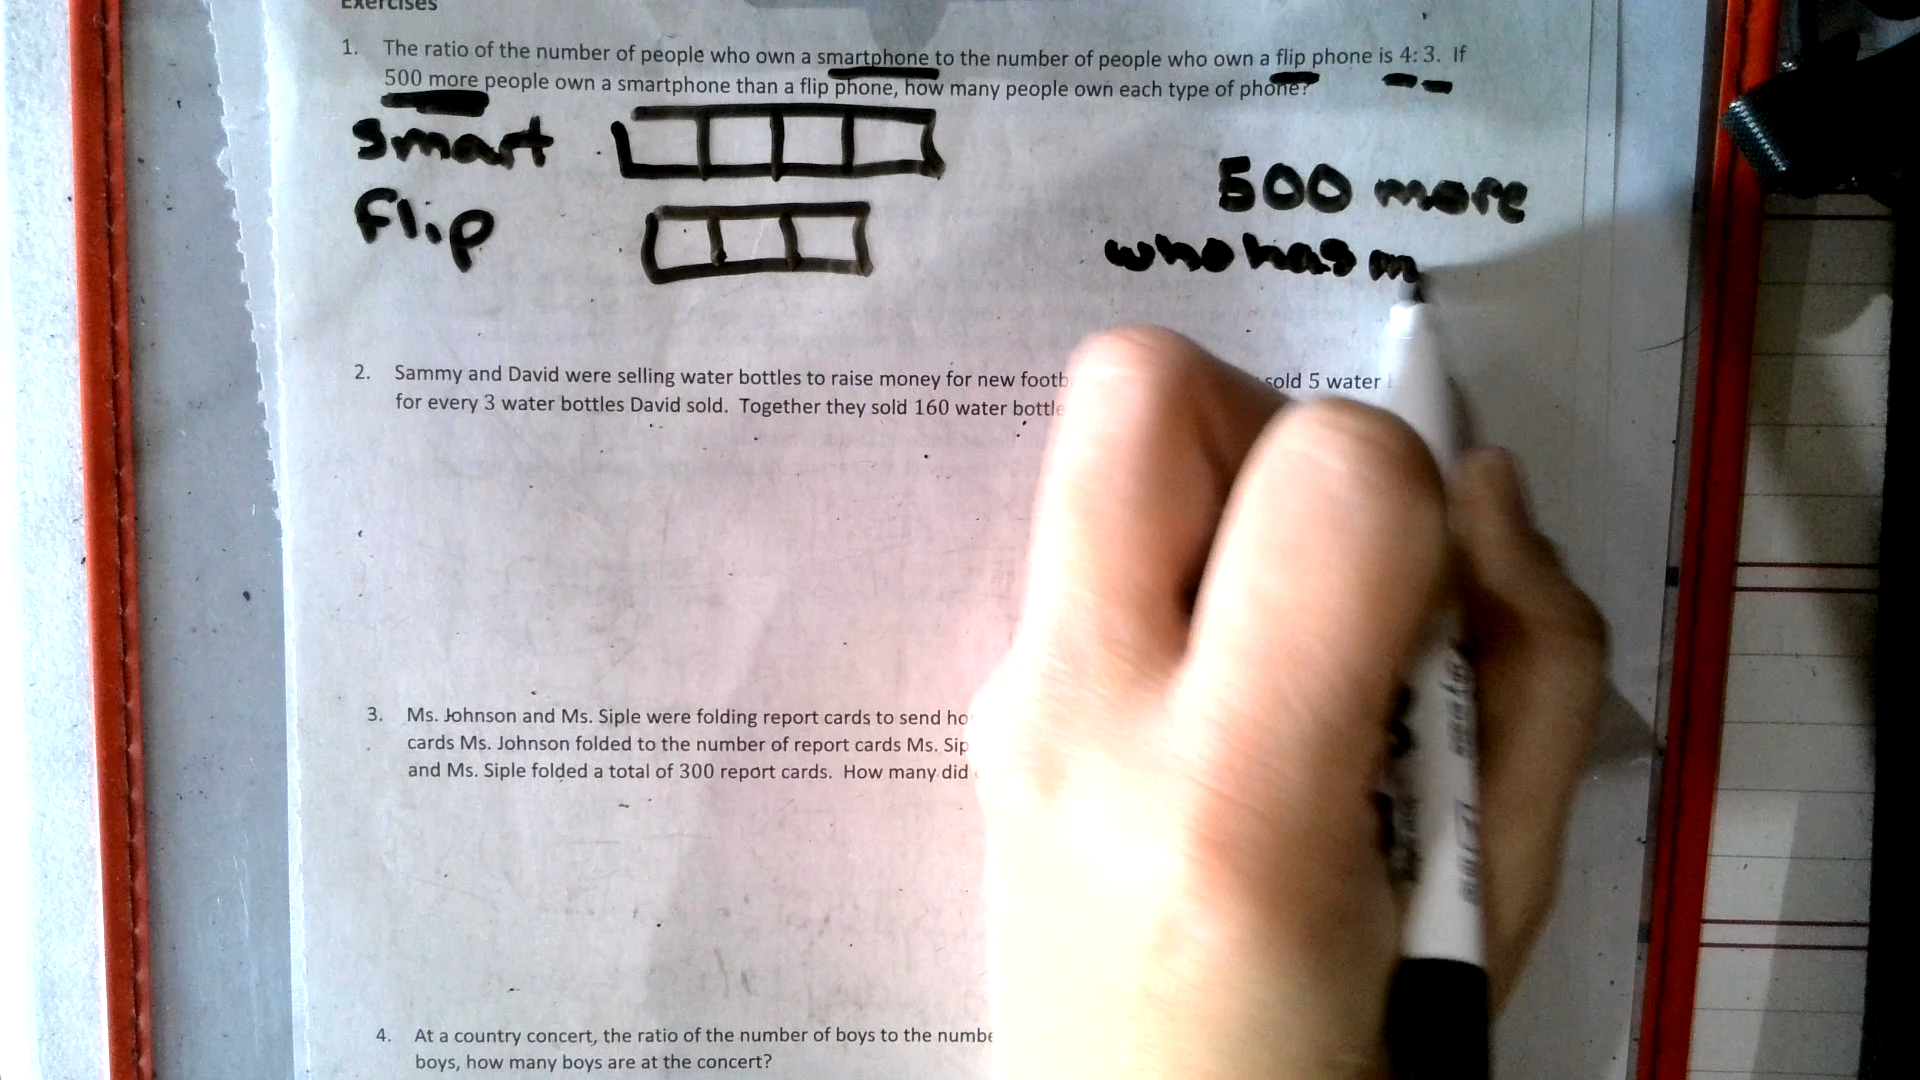 Exercises
1. The ratio of the number of people who own a smartphone to the number of people who own a flip phone is 4: 3. If
500 more people own a smartphone than a flip phone, how many people own each type of phone?
smart
Flip
500 more
who has m
2. Sammy and David were selling water bottles to raise money for new footb sold 5 water
for every 3 water bottles David sold. Together they sold 160 water bottle
3. Ms. Johnson and Ms. Siple were folding report cards to send ho
cards Ms. Johnson folded to the number of report cards Ms. Sip
and Ms. Siple folded a total of 300 report cards. How many did
4. At a country concert, the ratio of the number of boys to the numbe
boys, how many boys are at the concert?